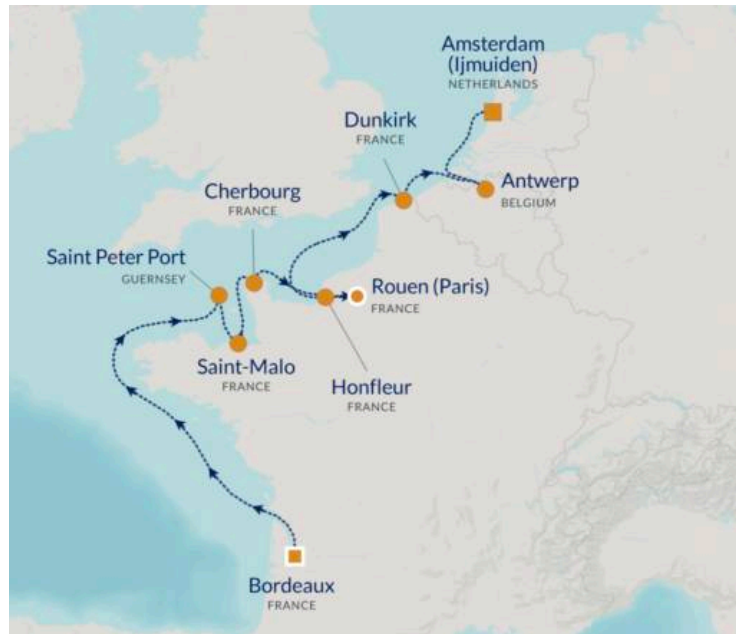 Amsterdam
(Ijmuiden)
NETHERLANDS
Dunkirk
FRANCE
Antwerp
BELGIUM
Cherbourg
FRANCE
Saint Peter Port
GUERNSEY
Rouen (Paris)
FRANCE
Saint-Malo
FRANCE
Honfleur
FRANCE
Bordeaux
FRANCE